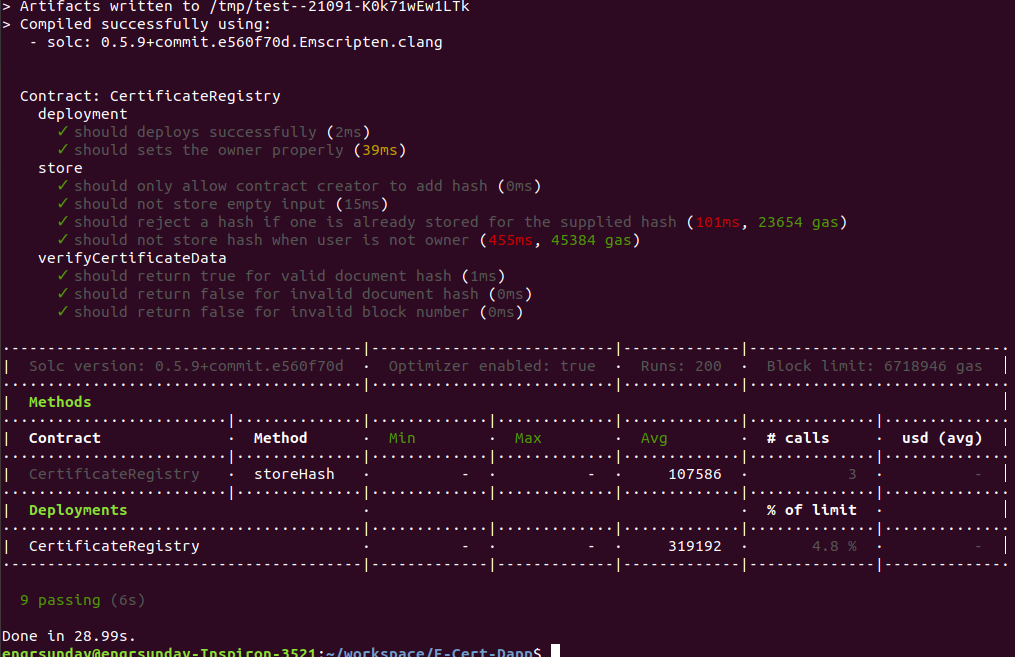 > Artifacts written to /tmp/test--21091-K0k71wEw1LTk
> Compiled successfully using:
- solc: 0.5.9+commit.e560f70d.Emscripten.clang
Contract: CertificateRegistry
deployment
✓ should deploys successfully (2ms)
✓ should sets the owner properly (39ms)
store
✓ should only allow contract creator to add hash (0ms)
✓ should not store empty input (15ms)
✓ should reject a hash if one is already stored for the supplied hash (101ms, 23654 gas)
✓ should not store hash when user is not owner (455ms, 45384 gas)
verifyCertificateData
✓ should return true for valid document hash (1ms)
✓ should return false for invalid document hash (0ms)
✓ should return false for invalid block number (0ms)
| Solc version: 0.5.9+commit.e560f70d · Optimizer enabled: true · Runs: 200 · Block limit: 6718946 gas |
| Methods |
| Contract · Method · Min · Max · Avg · # calls · usd (avg) |
| CertificateRegistry · storeHash · - · - · 107586 · 3 · - |
| Deployments · · % of limit · |
| CertificateRegistry · - · - · 319192 · 4.8 % · - |
9 passing (6s)
Done in 28.99s.
engrsunday@engrsunday-Inspiron-3521:~/workspace/E-Cert-Dapp$